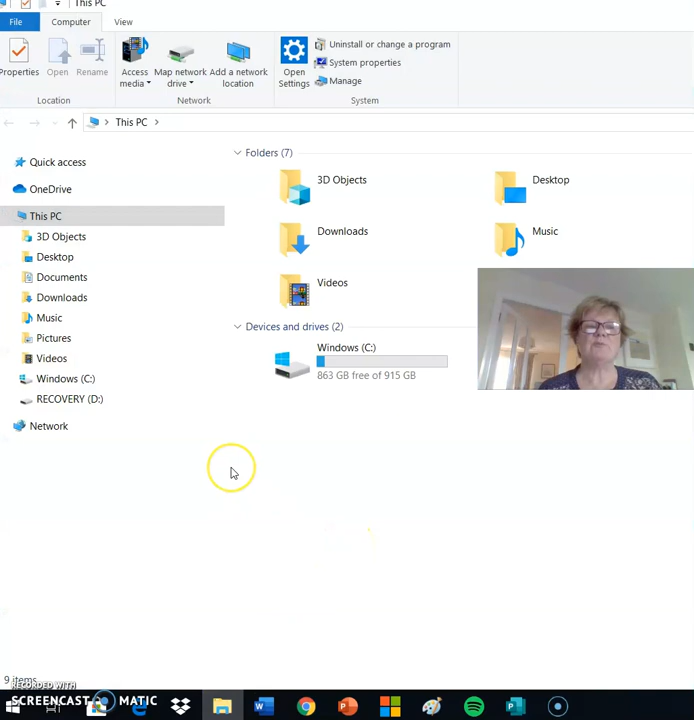 This PC
File Computer View
Properties Open Rename Access media Map network drive Add a network location Open Settings Uninstall or change a program
System properties
Manage
Location Network System
This PC
Quick access
OneDrive
This PC
3D Objects
Desktop
Documents
Downloads
Music
Pictures
Videos
Windows (C:)
RECOVERY (D:)
Network
Folders (7)
3D Objects Desktop
Downloads Music
Videos
Devices and drives (2)
Windows (C:)
863 GB free of 915 GB
9 items
RECORDED WITH
SCREENCAST MATIC